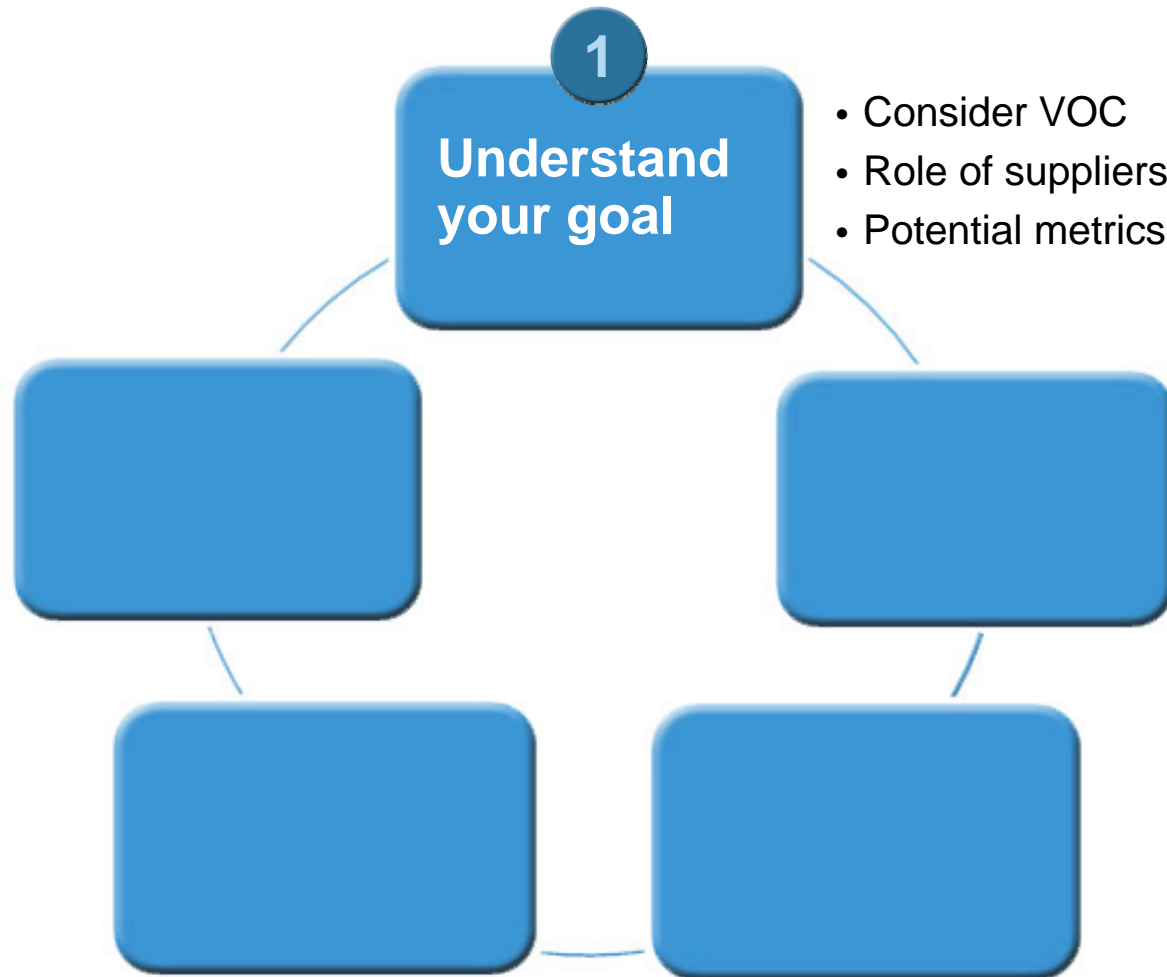 1
Understand
your goal
• Consider VOC
• Role of suppliers
• Potential metrics